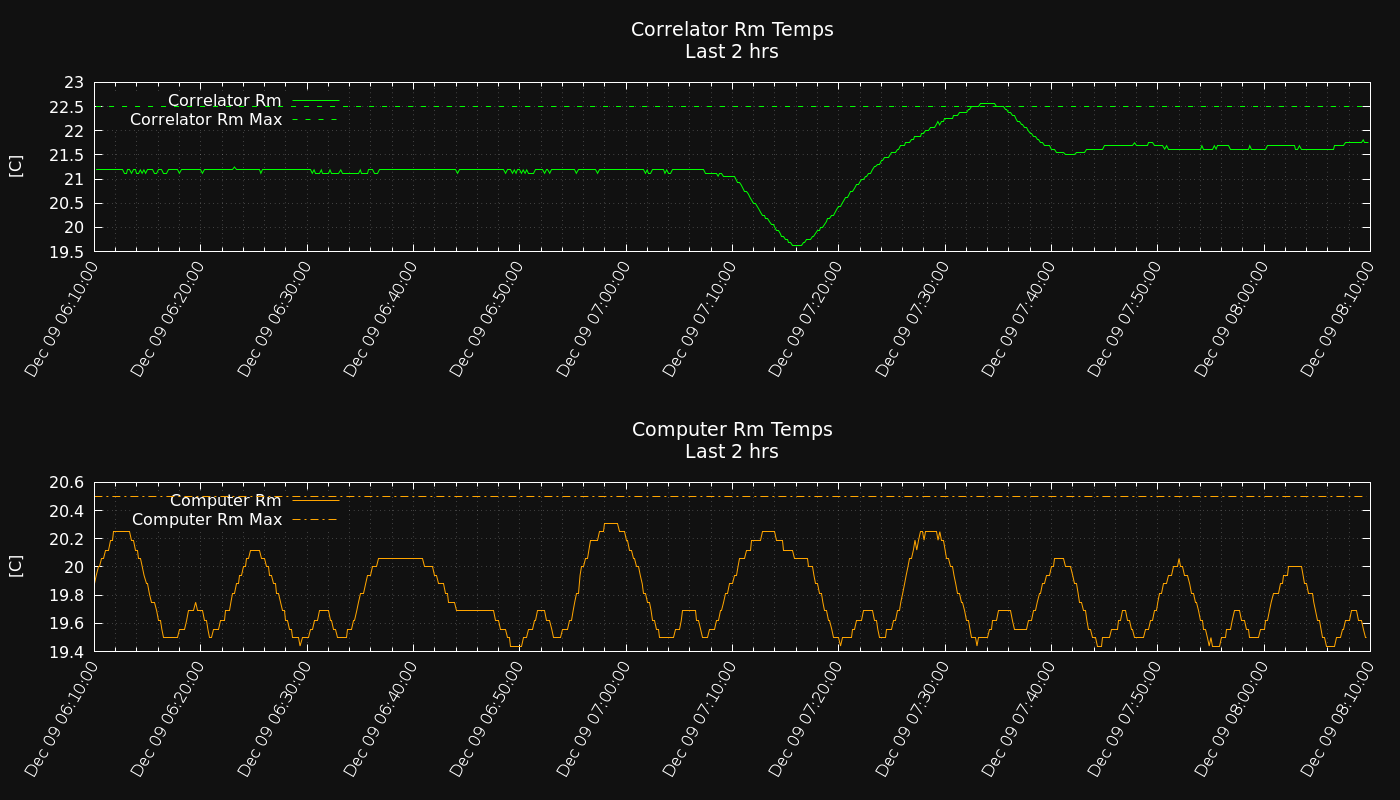 Correlator Rm Temps
Last 2 hrs
[C]
23
22.5
22
21.5
21
20.5
20
19.5
Correlator Rm
Correlator Rm Max
Dec 09 06:10:00
Dec 09 06:20:00
Dec 09 06:30:00
Dec 09 06:40:00
Dec 09 06:50:00
Dec 09 07:00:00
Dec 09 07:10:00
Dec 09 07:20:00
Dec 09 07:30:00
Dec 09 07:40:00
Dec 09 07:50:00
Dec 09 08:00:00
Dec 09 08:10:00
Computer Rm Temps
Last 2 hrs
[C]
20.6
20.4
20.2
20
19.8
19.6
19.4
Computer Rm
Computer Rm Max
Dec 09 06:10:00
Dec 09 06:20:00
Dec 09 06:30:00
Dec 09 06:40:00
Dec 09 06:50:00
Dec 09 07:00:00
Dec 09 07:10:00
Dec 09 07:20:00
Dec 09 07:30:00
Dec 09 07:40:00
Dec 09 07:50:00
Dec 09 08:00:00
Dec 09 08:10:00